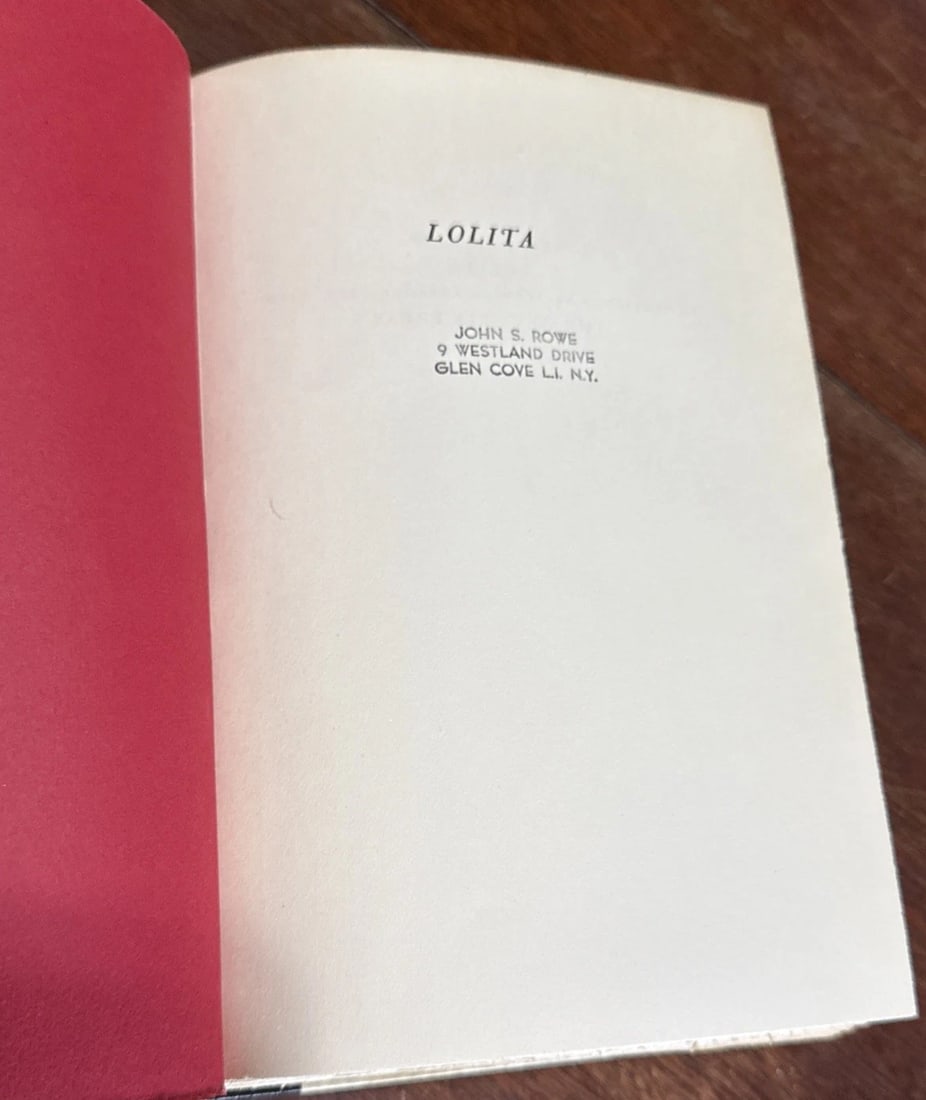 LOLITA
JOHN S. ROWE
9 WESTLAND DRIVE
GLEN COVE L.I. N.Y.